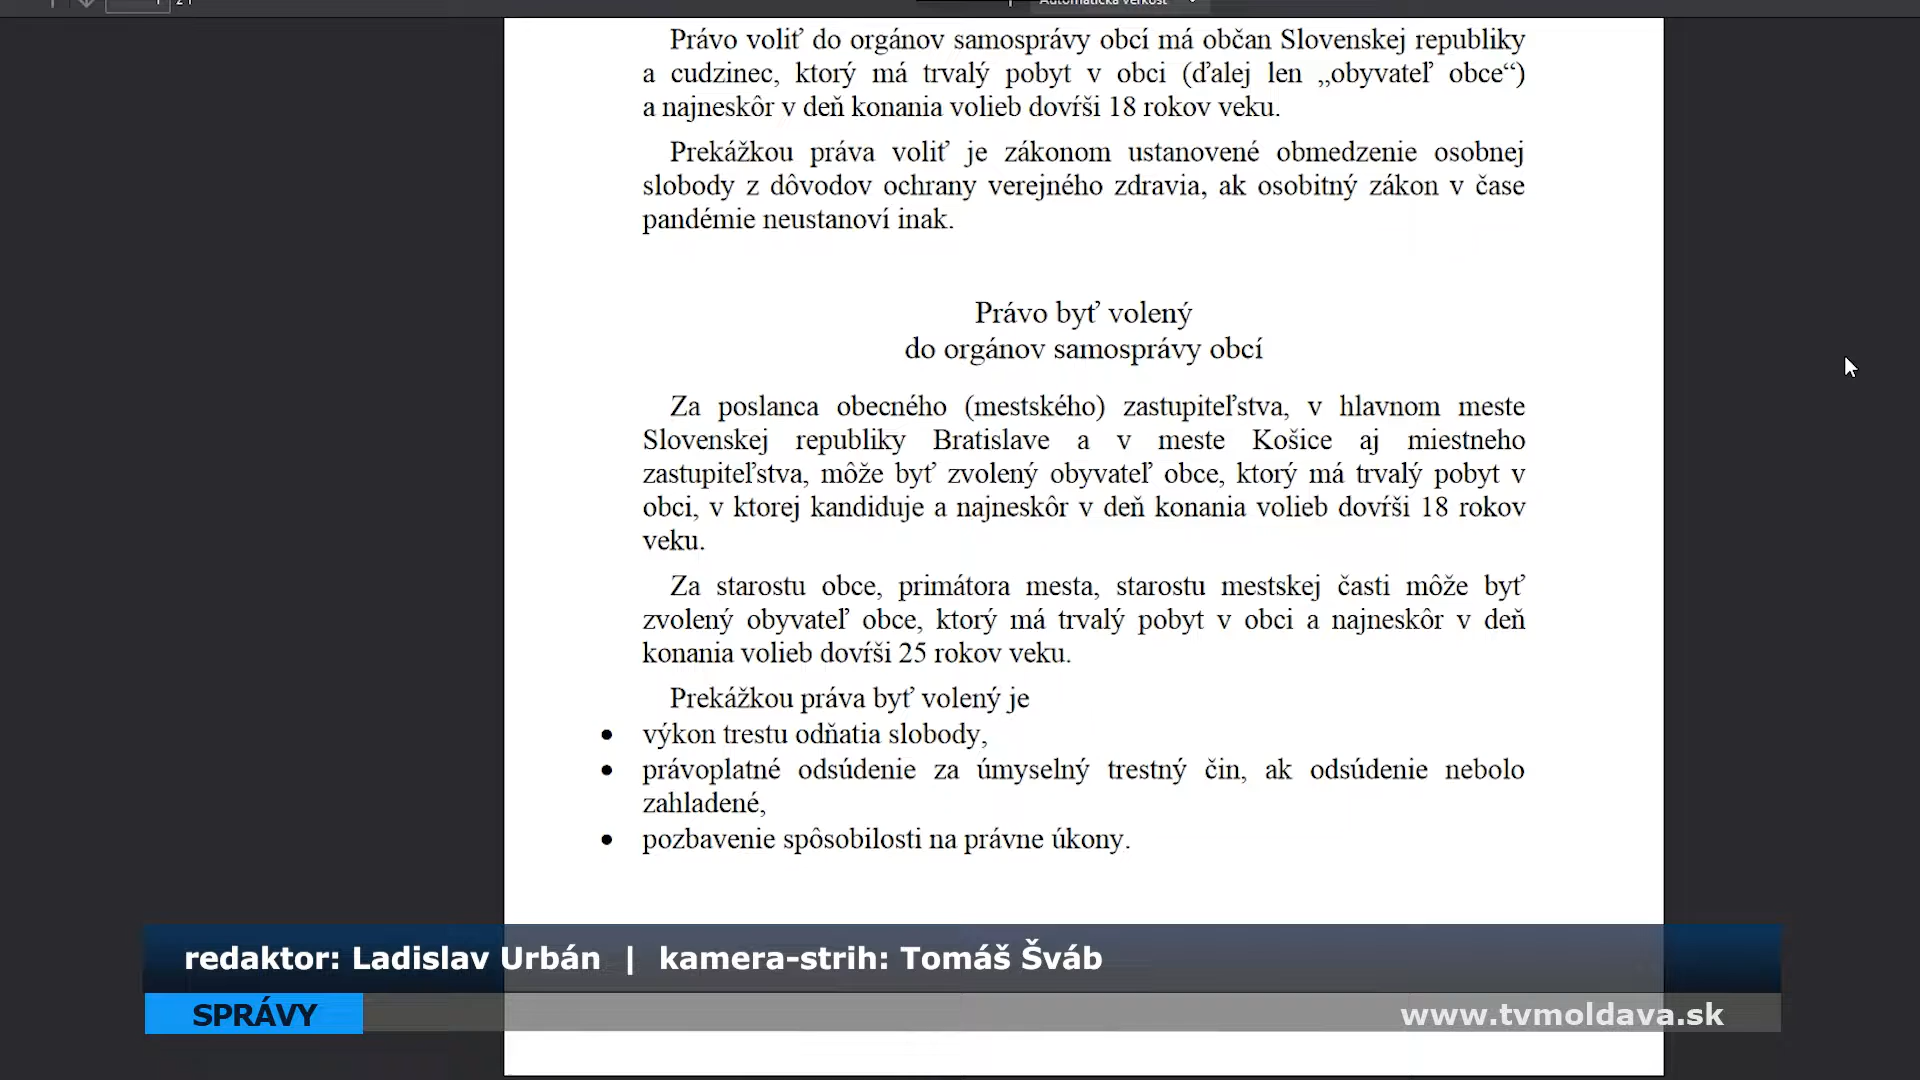 Automatická veľkosť
Právo voliť do orgánov samosprávy obcí má občan Slovenskej republiky
a cudzinec, ktorý má trvalý pobyt v obci (ďalej len „obyvateľ obce“)
a najneskôr v deň konania volieb dovŕši 18 rokov veku.
Prekážkou práva voliť je zákonom ustanovené obmedzenie osobnej
slobody z dôvodov ochrany verejného zdravia, ak osobitný zákon v čase
pandémie neustanoví inak.
Právo byť volený
do orgánov samosprávy obcí
Za poslanca obecného (mestského) zastupiteľstva, v hlavnom meste
Slovenskej republiky Bratislave a v meste Košice aj miestneho
zastupiteľstva, môže byť zvolený obyvateľ obce, ktorý má trvalý pobyt v
obci, v ktorej kandiduje a najneskôr v deň konania volieb dovŕši 18 rokov
veku.
Za starostu obce, primátora mesta, starostu mestskej časti môže byť
zvolený obyvateľ obce, ktorý má trvalý pobyt v obci a najneskôr v deň
konania volieb dovŕši 25 rokov veku.
Prekážkou práva byť volený je
• výkon trestu odňatia slobody,
• právoplatné odsúdenie za úmyselný trestný čin, ak odsúdenie nebolo
zahladené,
• pozbavenie spôsobilosti na právne úkony.
redaktor: Ladislav Urbán | kamera-strih: Tomáš Šváb
SPRÁVY
www.tvmoldava.sk